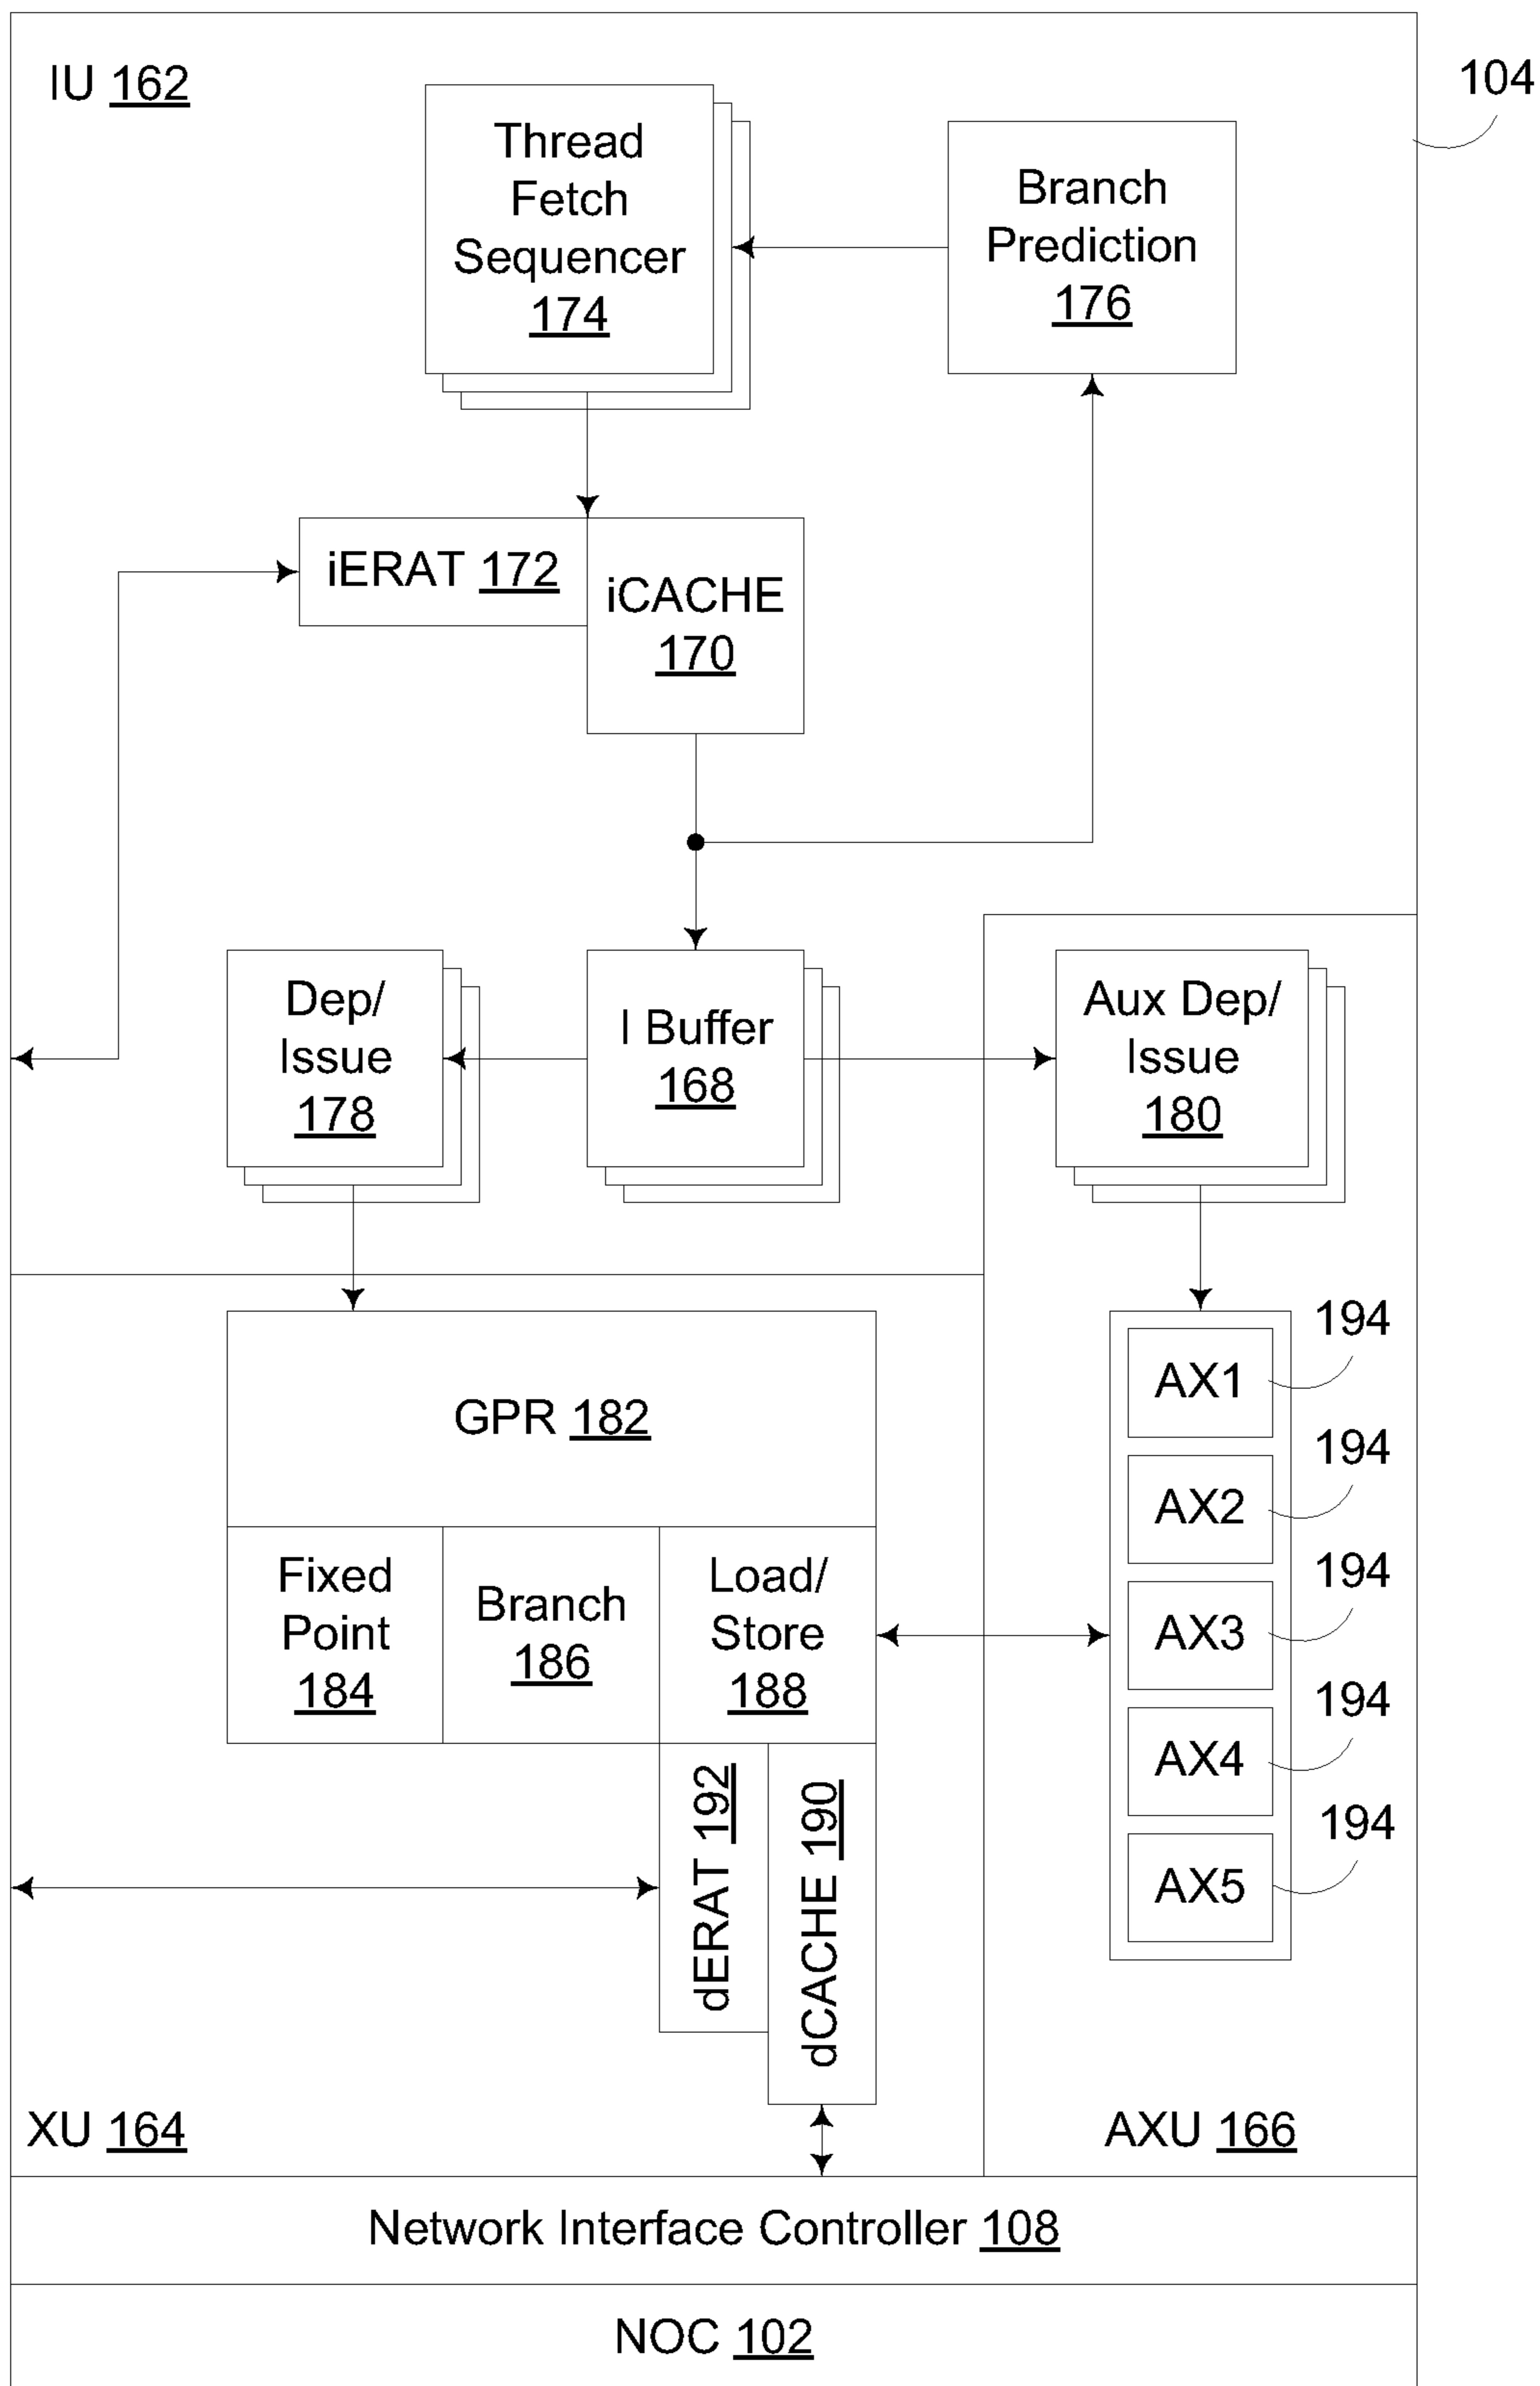 IU 162
104
Thread
Fetch
Sequencer
174
Branch
Prediction
176
iERAT 172
iCACHE
170
Dep/
Issue
178
I Buffer
168
Aux Dep/
Issue
180
GPR 182
Fixed
Point
184
Branch
186
Load/
Store
188
dERAT 192
dCACHE 190
AX1
194
AX2
194
AX3
194
AX4
194
AX5
194
XU 164
AXU 166
Network Interface Controller 108
NOC 102